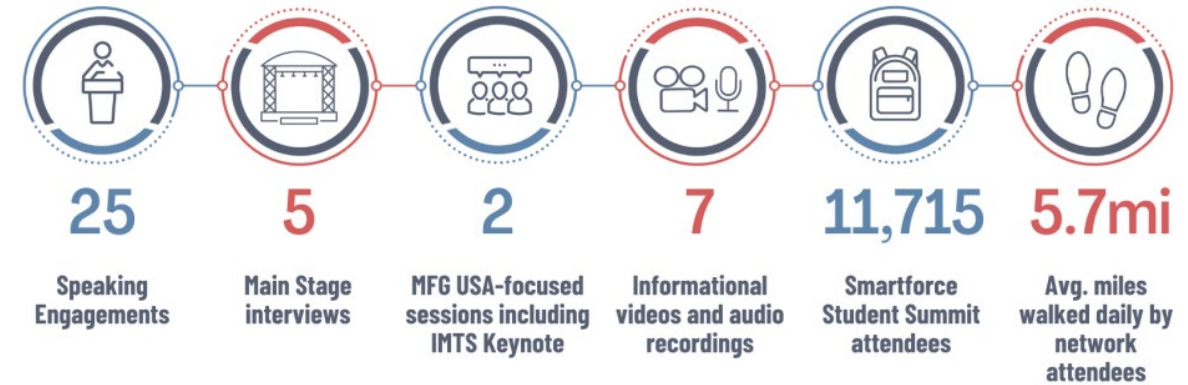 25
Speaking
Engagements
5
Main Stage
interviews
2
MFG USA-focused
sessions including
IMTS Keynote
7
Informational
videos and audio
recordings
11,715
Smartforce
Student Summit
attendees
5.7mi
Avg. miles
walked daily by
network
attendees